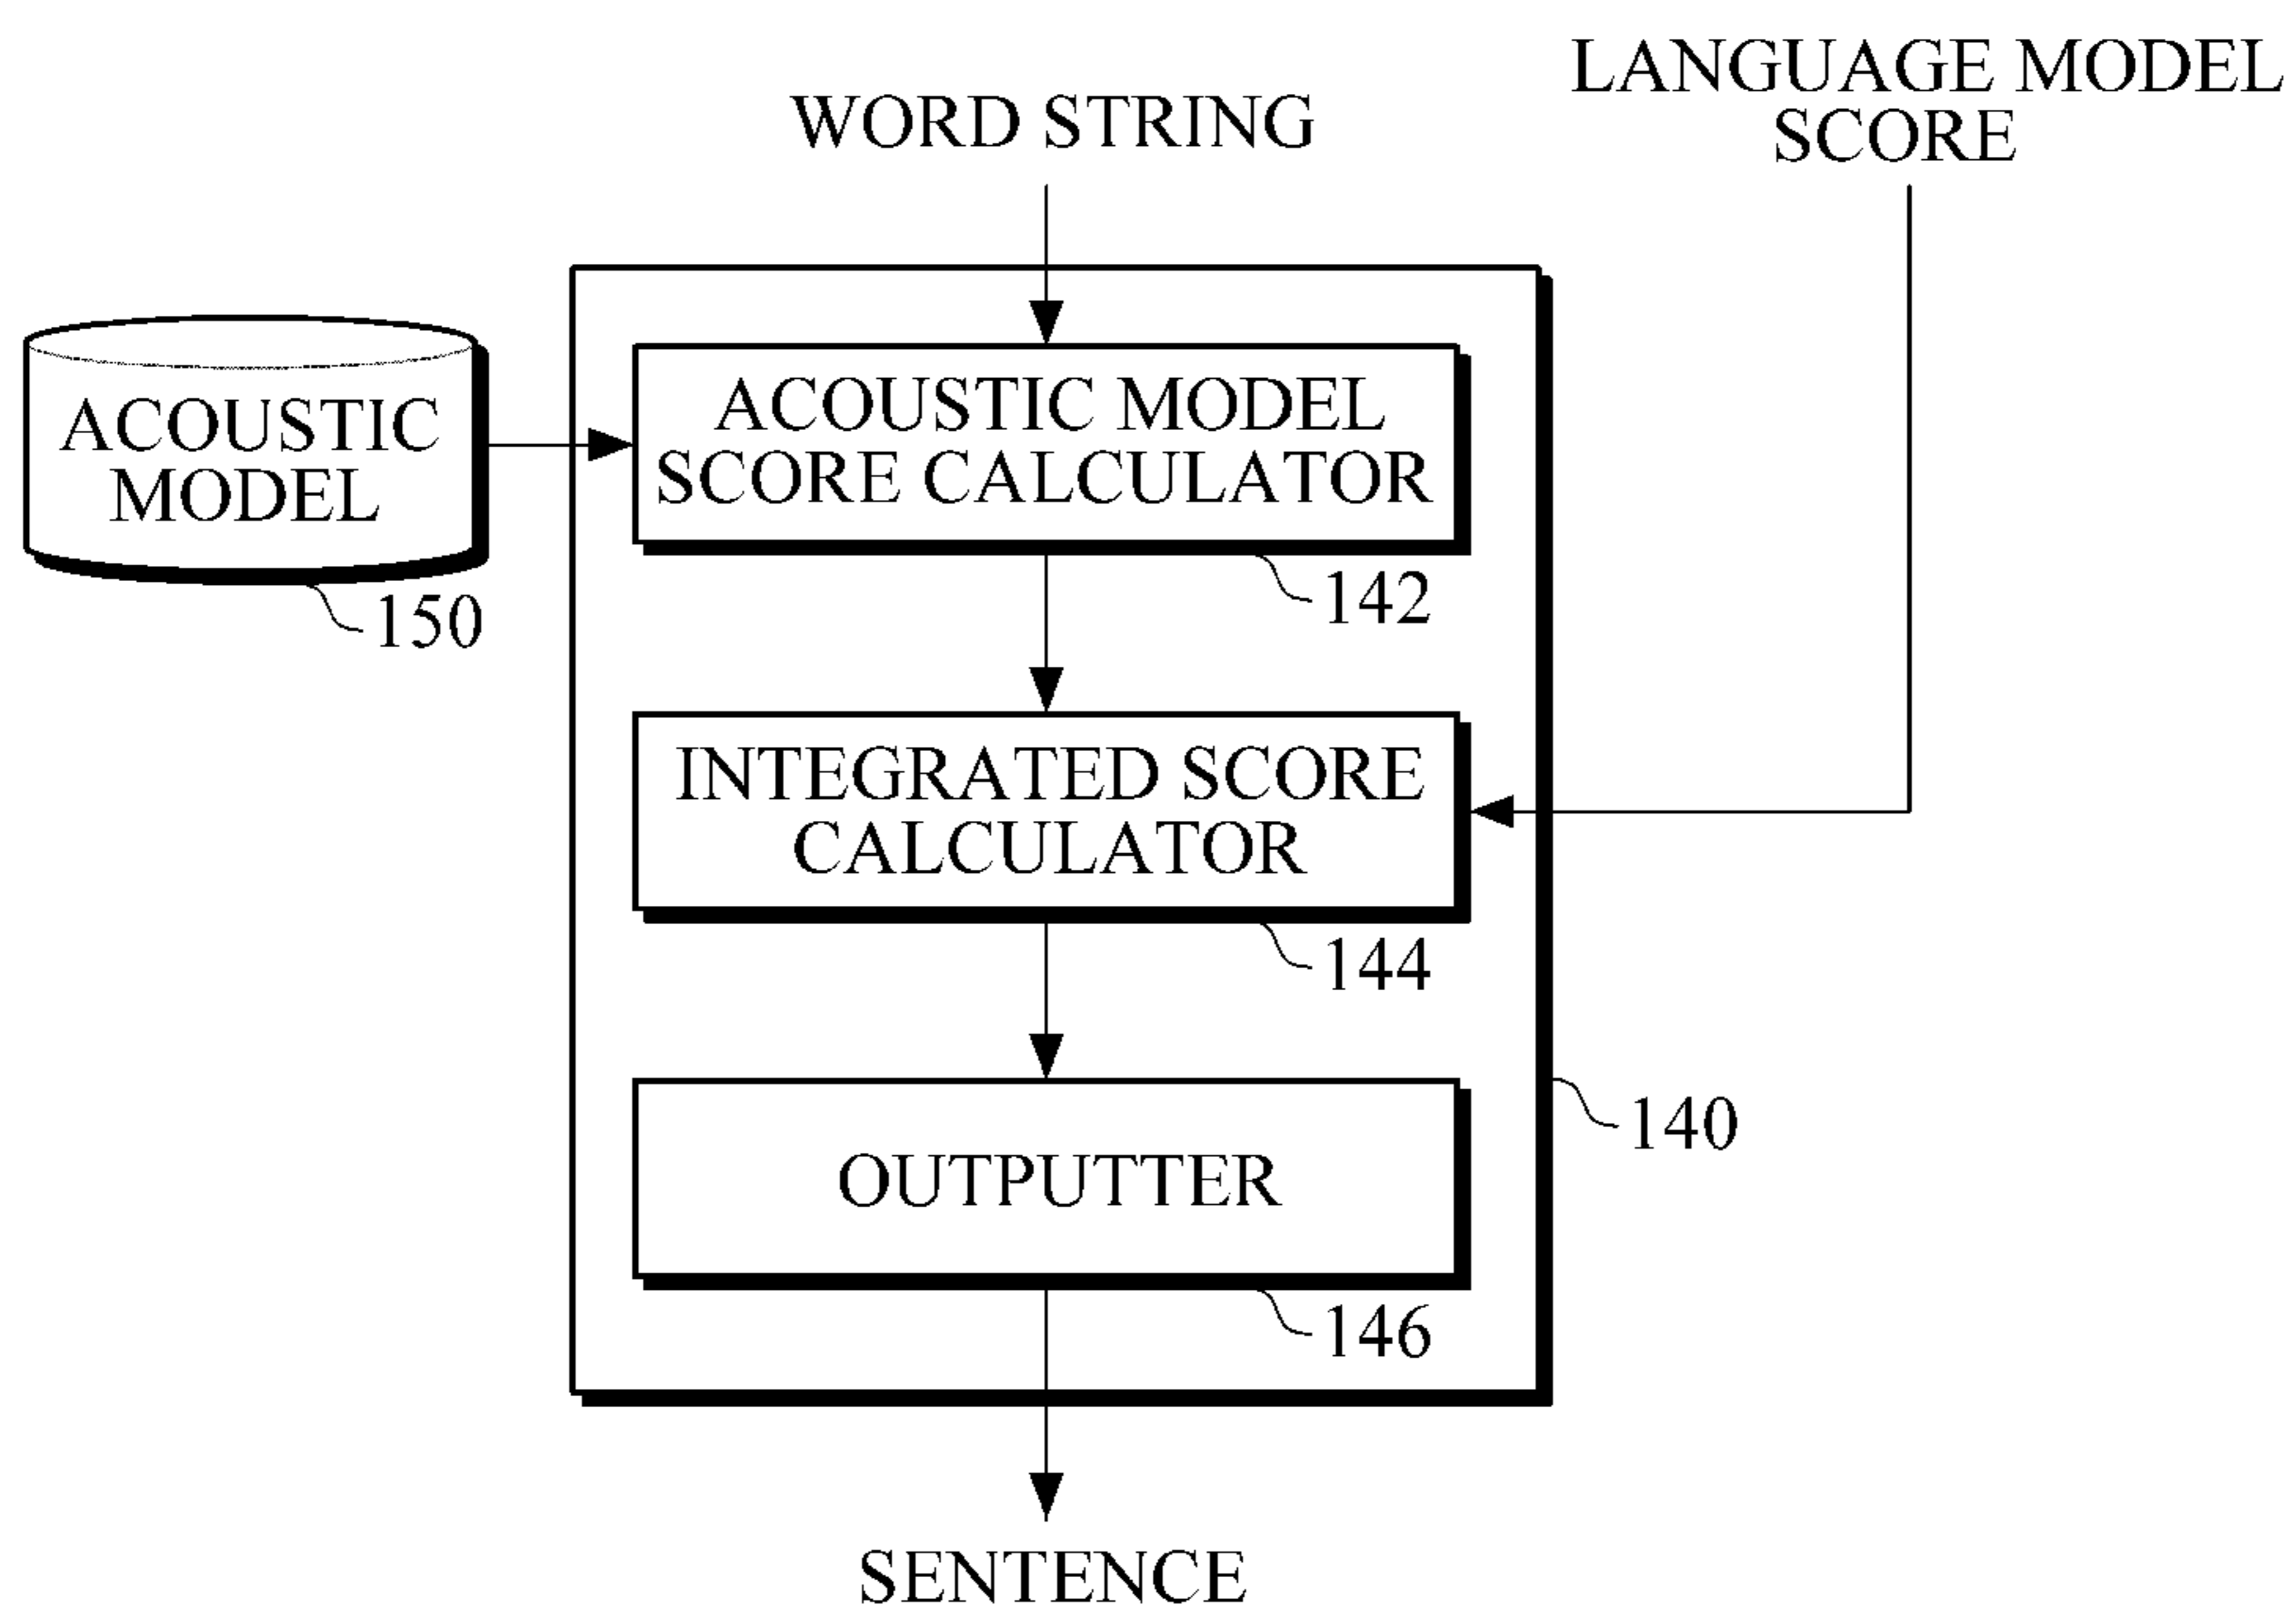 LANGUAGE MODEL
SCORE
WORD STRING
ACOUSTIC
MODEL
150
ACOUSTIC MODEL
SCORE CALCULATOR
142
INTEGRATED SCORE
CALCULATOR
144
OUTPUTTER
146
140
SENTENCE